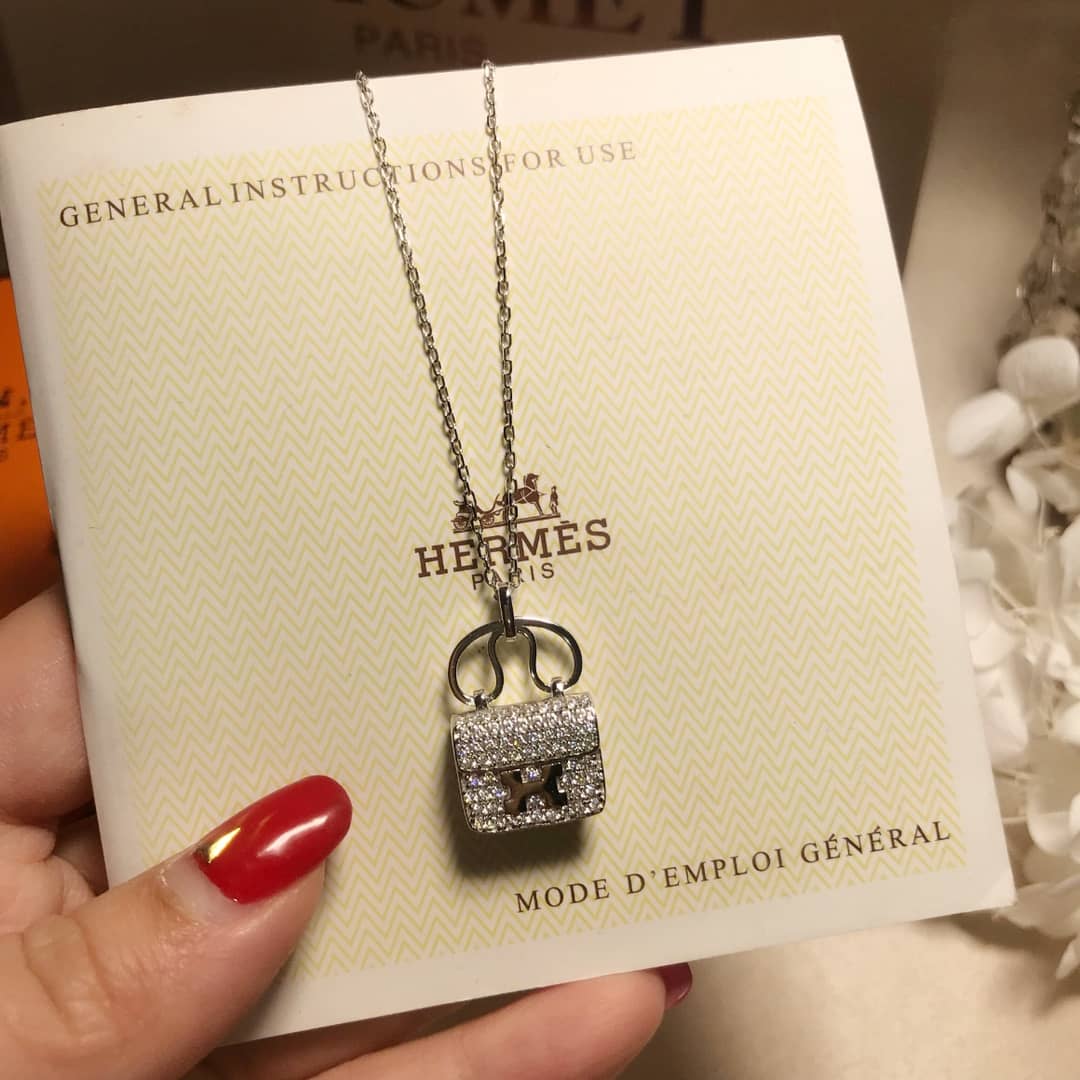 PARIS
GENERAL INSTRUCTIONS FOR USE
HERMÈS
PARIS
MODE D'EMPLOI GÉNÉRAL